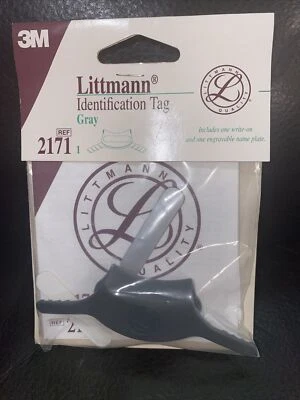 3M
Littmann®
Identification Tag
Gray
REF
2171 1
LITTMANN
L
QUALITY
Includes one write-on
and one engravable name plate.
LITTMANN
L
QUALITY
REF 21